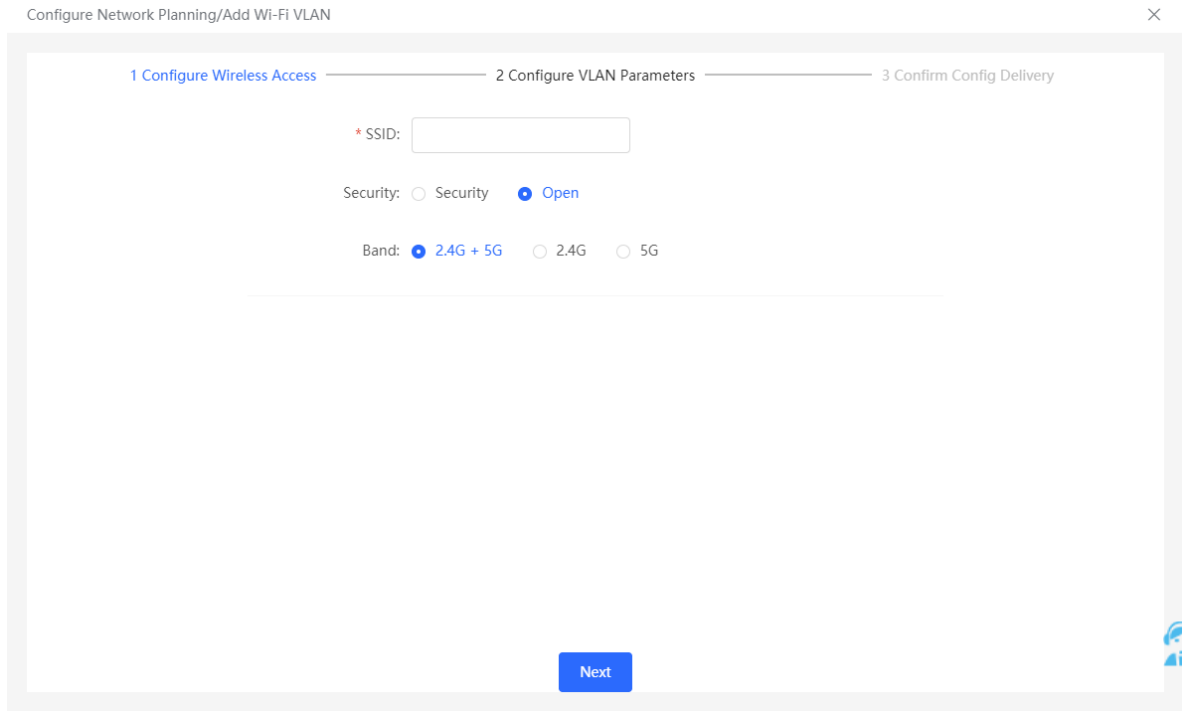 Configure Network Planning/Add Wi-Fi VLAN
1 Configure Wireless Access 2 Configure VLAN Parameters 3 Confirm Config Delivery
* SSID:
Security: Security Open
Band: 2.4G + 5G 2.4G 5G
Next